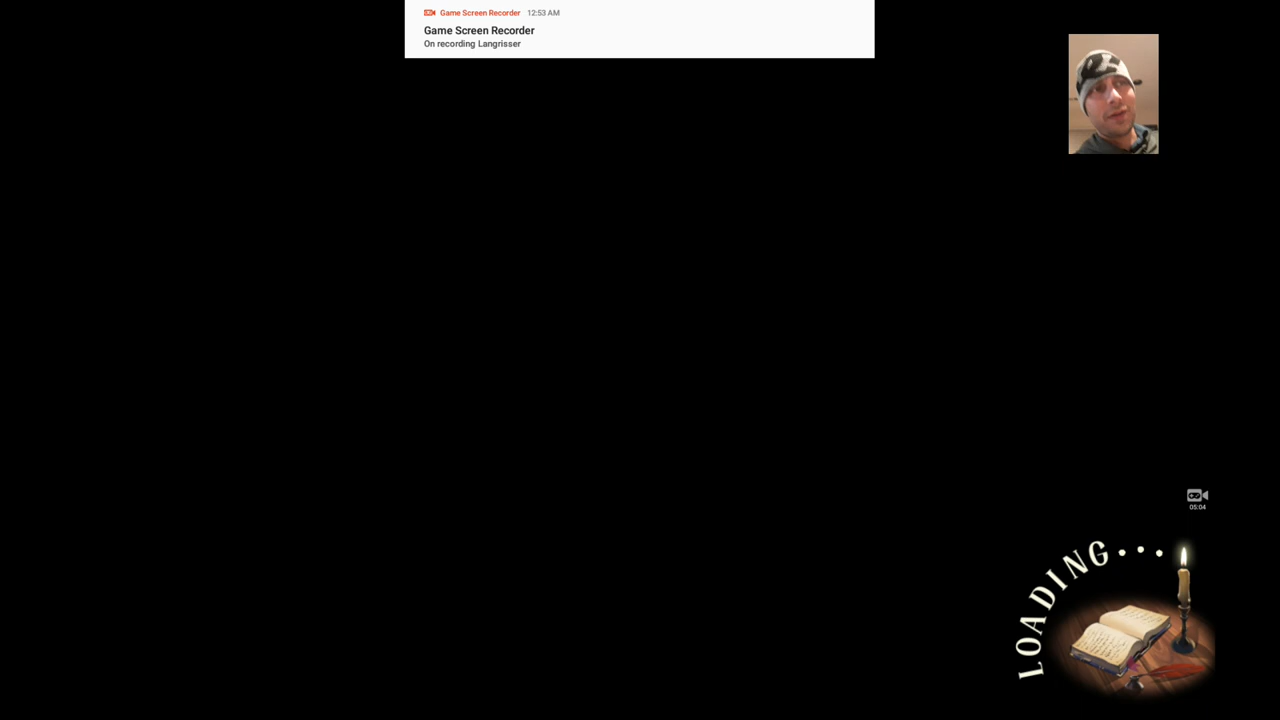 Game Screen Recorder 12:53 AM
Game Screen Recorder
On recording Langrisser
05:04
LOADING...